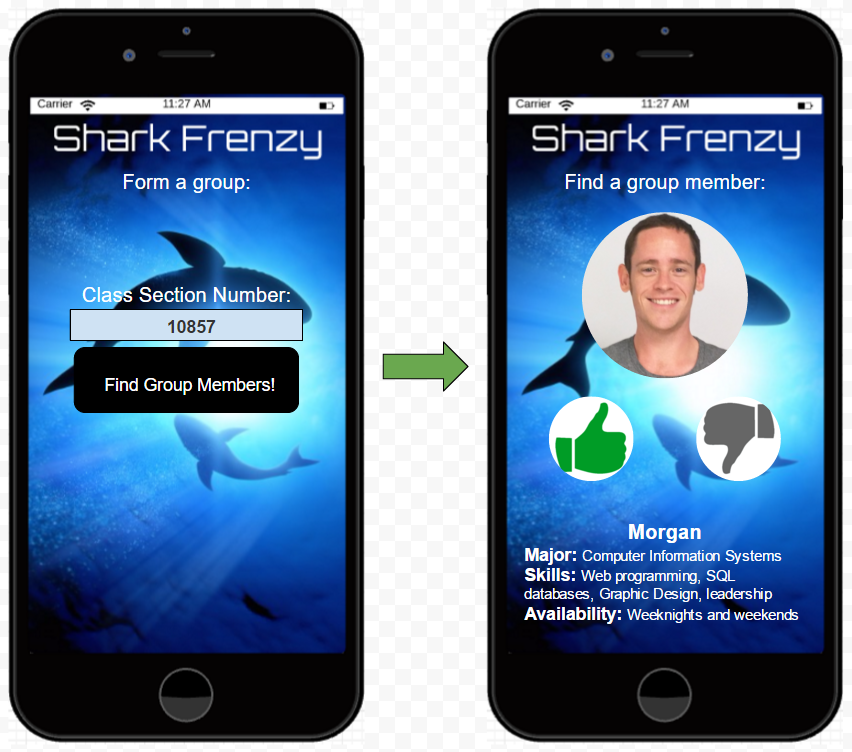 Carrier 11:27 AM
Shark Frenzy
Form a group:
Class Section Number:
10857
Find Group Members!
Carrier 11:27 AM
Shark Frenzy
Find a group member:
Morgan
Major: Computer Information Systems
Skills: Web programming, SQL
databases, Graphic Design, leadership
Availability: Weeknights and weekends